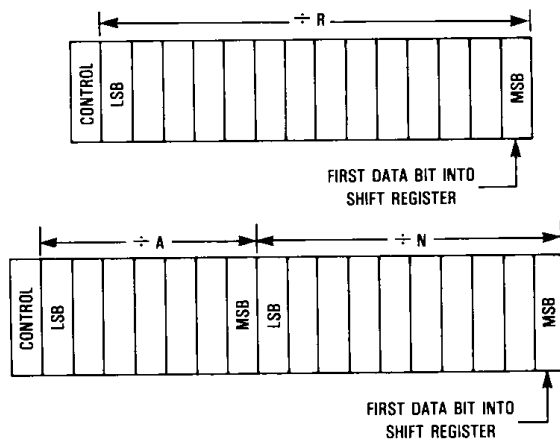 ÷ R
CONTROL
LSB
MSB
FIRST DATA BIT INTO
SHIFT REGISTER
÷ A
÷ N
CONTROL
LSB
MSB
LSB
MSB
FIRST DATA BIT INTO
SHIFT REGISTER